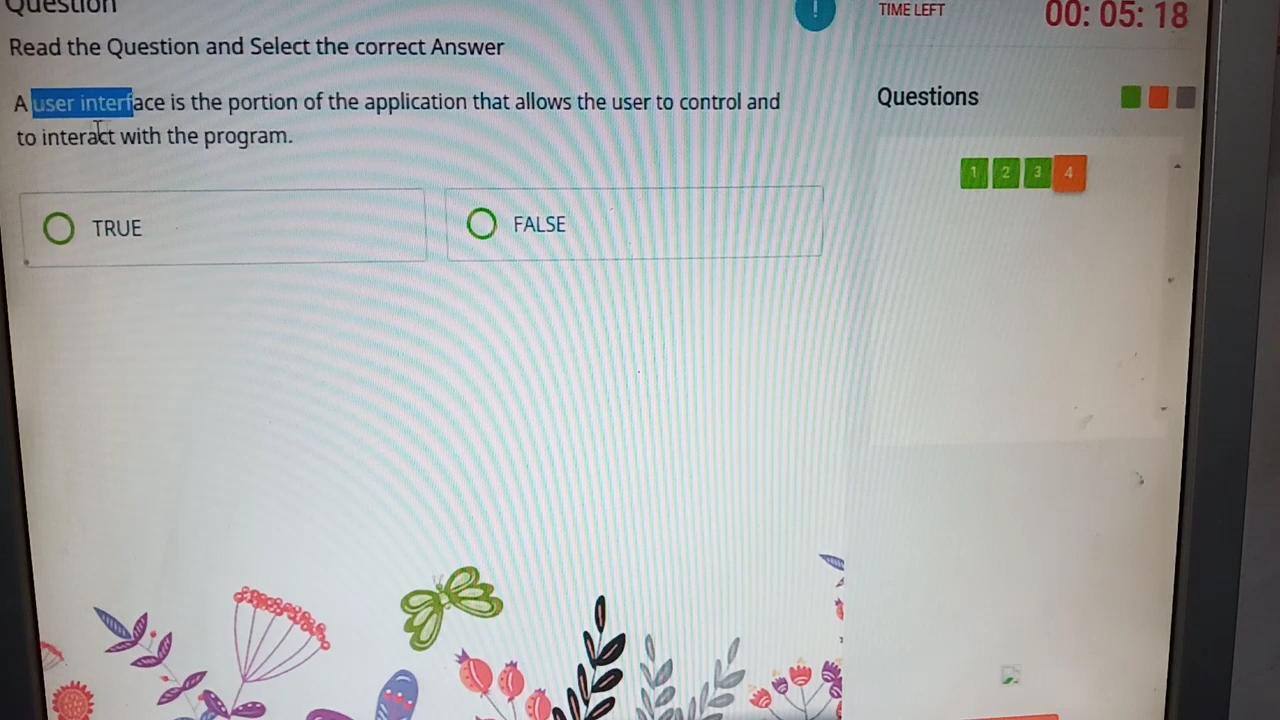 Question
TIME LEFT
00: 05: 18
Read the Question and Select the correct Answer
A user interface is the portion of the application that allows the user to control and
to interact with the program.
TRUE
FALSE
Questions
1 2 3 4